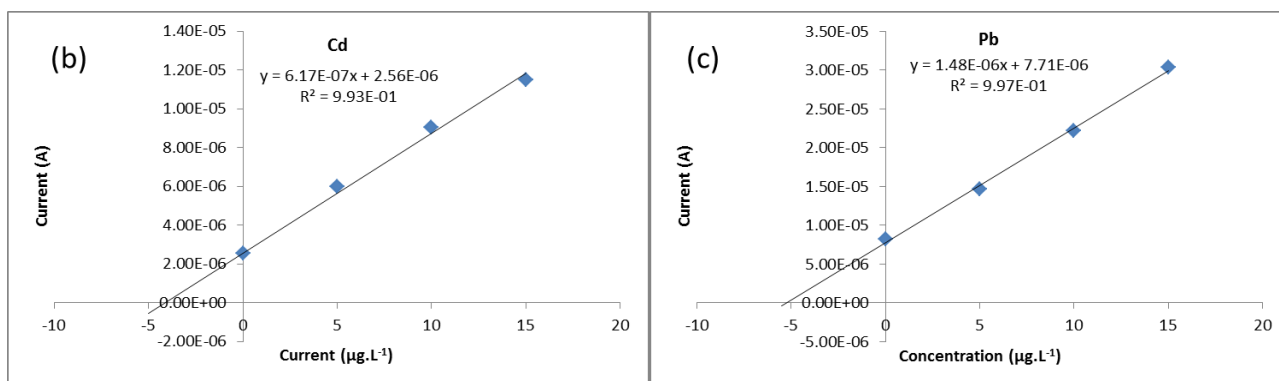 (b)
Cd
y = 6.17E-07x + 2.56E-06
R² = 9.93E-01
1.40E-05
1.20E-05
1.00E-05
8.00E-06
6.00E-06
4.00E-06
2.00E-06
0.00E+00
-2.00E-06
-10
-5
0
5
10
15
20
Current (A)
Current (µg.L⁻¹)
(c)
Pb
y = 1.48E-06x + 7.71E-06
R² = 9.97E-01
3.50E-05
3.00E-05
2.50E-05
2.00E-05
1.50E-05
1.00E-05
5.00E-06
0.00E+00
-5.00E-06
-10
-5
0
5
10
15
20
Current (A)
Concentration (µg.L⁻¹)